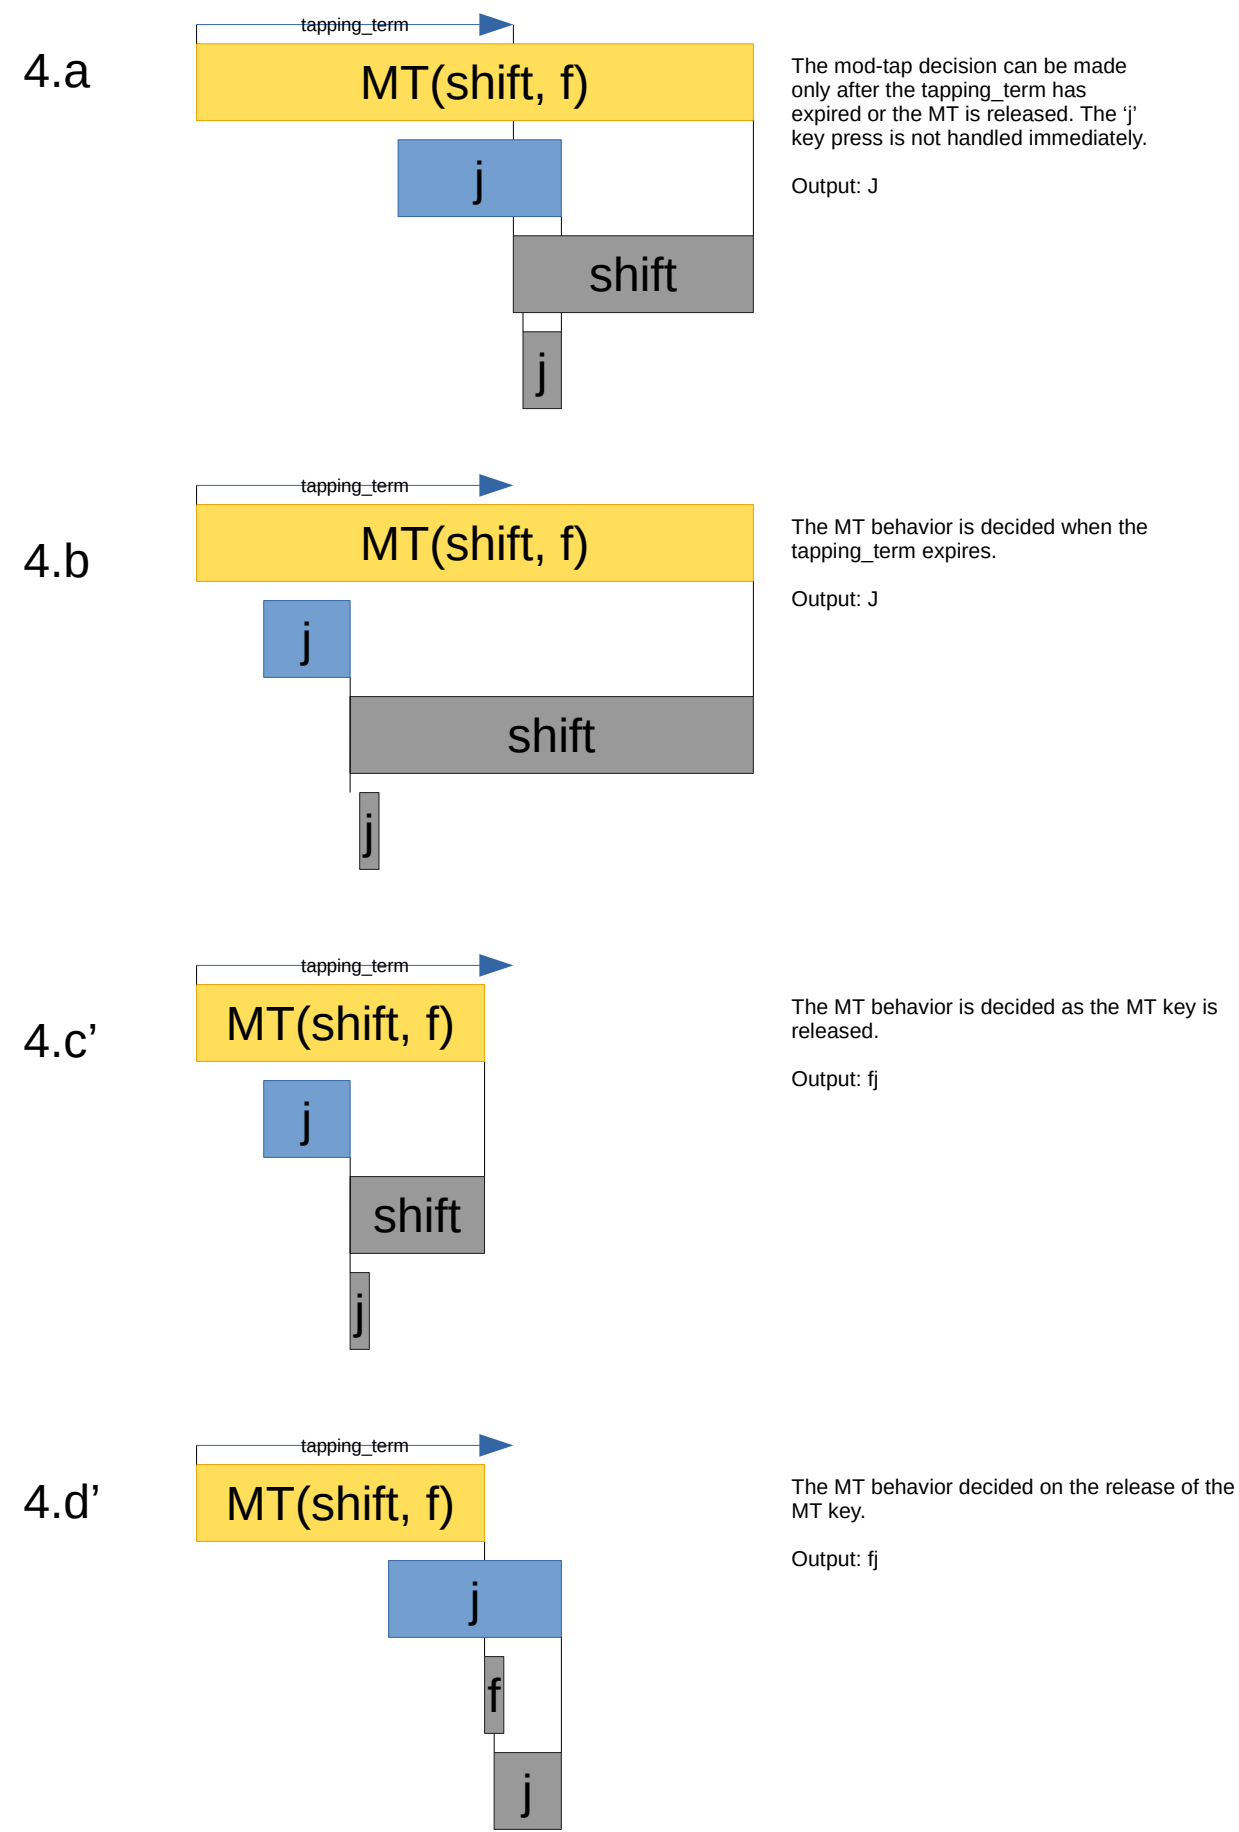 tapping_term
4.a
MT(shift, f)
The mod-tap decision can be made
only after the tapping_term has
expired or the MT is released. The ‘j’
key press is not handled immediately.
Output: J
j
shift
j
tapping_term
4.b
MT(shift, f)
The MT behavior is decided when the
tapping_term expires.
Output: J
j
shift
j
tapping_term
4.c’
MT(shift, f)
The MT behavior is decided as the MT key is
released.
Output: fj
j
shift
j
tapping_term
4.d’
MT(shift, f)
The MT behavior decided on the release of the
MT key.
Output: fj
j
f
j